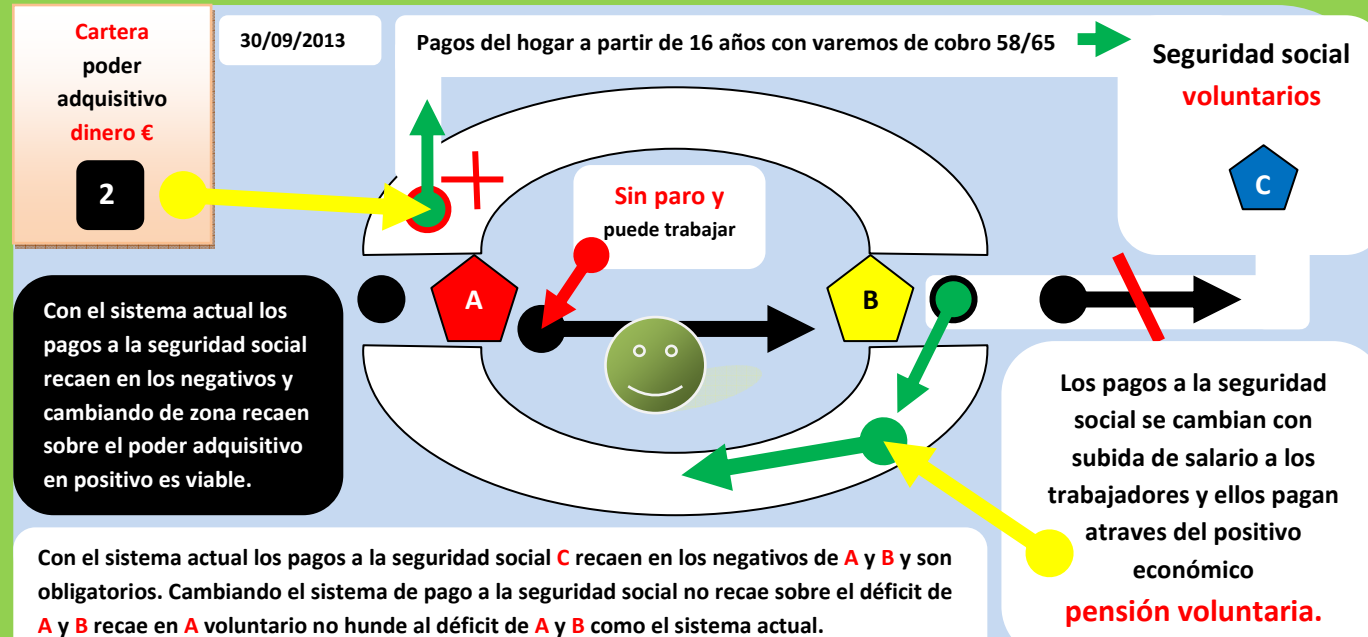 Cartera
poder
adquisitivo
dinero €
2
30/09/2013
Pagos del hogar a partir de 16 años con varemos de cobro 58/65
Seguridad social
voluntarios
C
Sin paro y
puede trabajar
A
B
Con el sistema actual los
pagos a la seguridad social
recaen en los negativos y
cambiando de zona recaen
sobre el poder adquisitivo
en positivo es viable.
Los pagos a la seguridad
social se cambian con
subida de salario a los
trabajadores y ellos pagan
atraves del positivo
económico
pensión voluntaria.
Con el sistema actual los pagos a la seguridad social C recaen en los negativos de A y B y son
obligatorios. Cambiando el sistema de pago a la seguridad social no recae sobre el déficit de
A y B recae en A voluntario no hunde al déficit de A y B como el sistema actual.